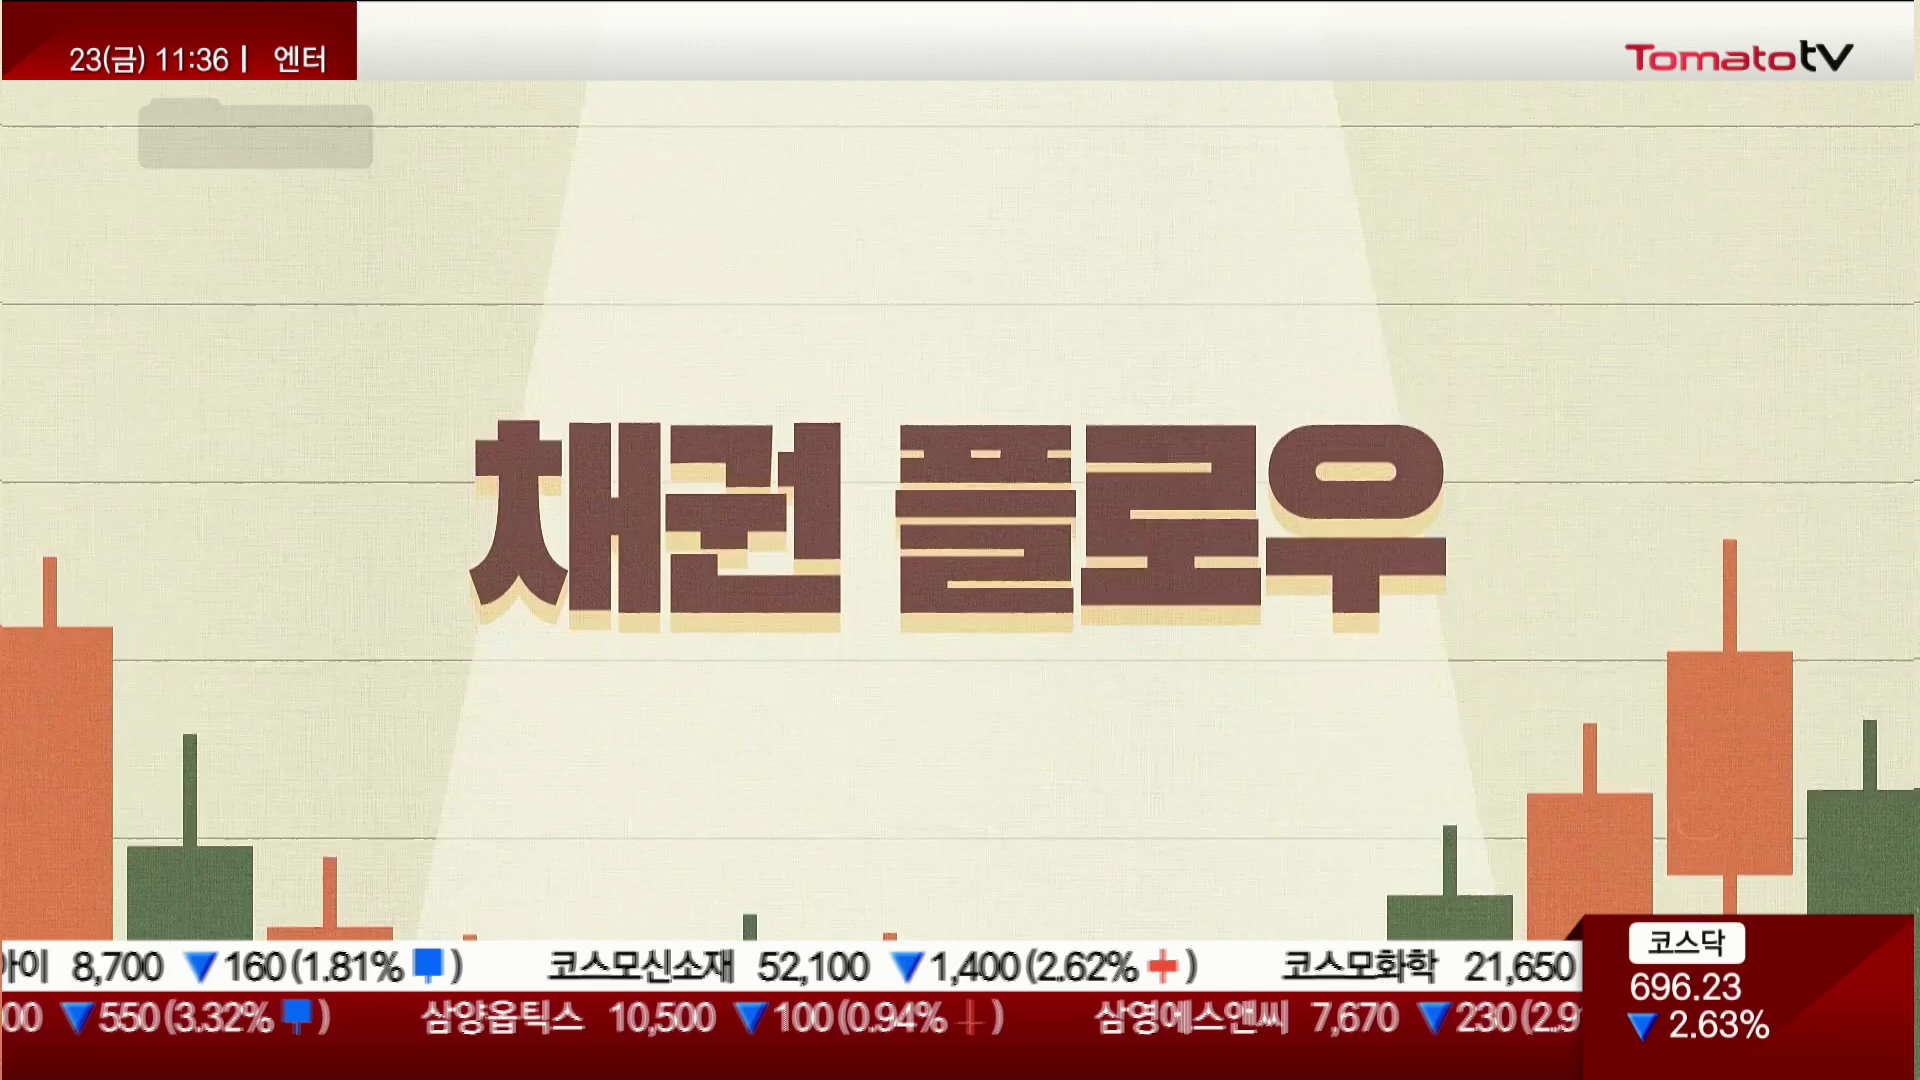 23(금) 11:36 | 엔터
Tomatotv
채권 플로우
8,700 ▼160(1.81% ) 코스모신소재 52,100 ▼1,400(2.62% ) 코스모화학 21,650
▼550(3.32% ) 삼양옵틱스 10,500 ▼100(0.94% ) 삼영에스앤씨 7,670 ▼230(2.9
코스닥
696.23
▼ 2.63%